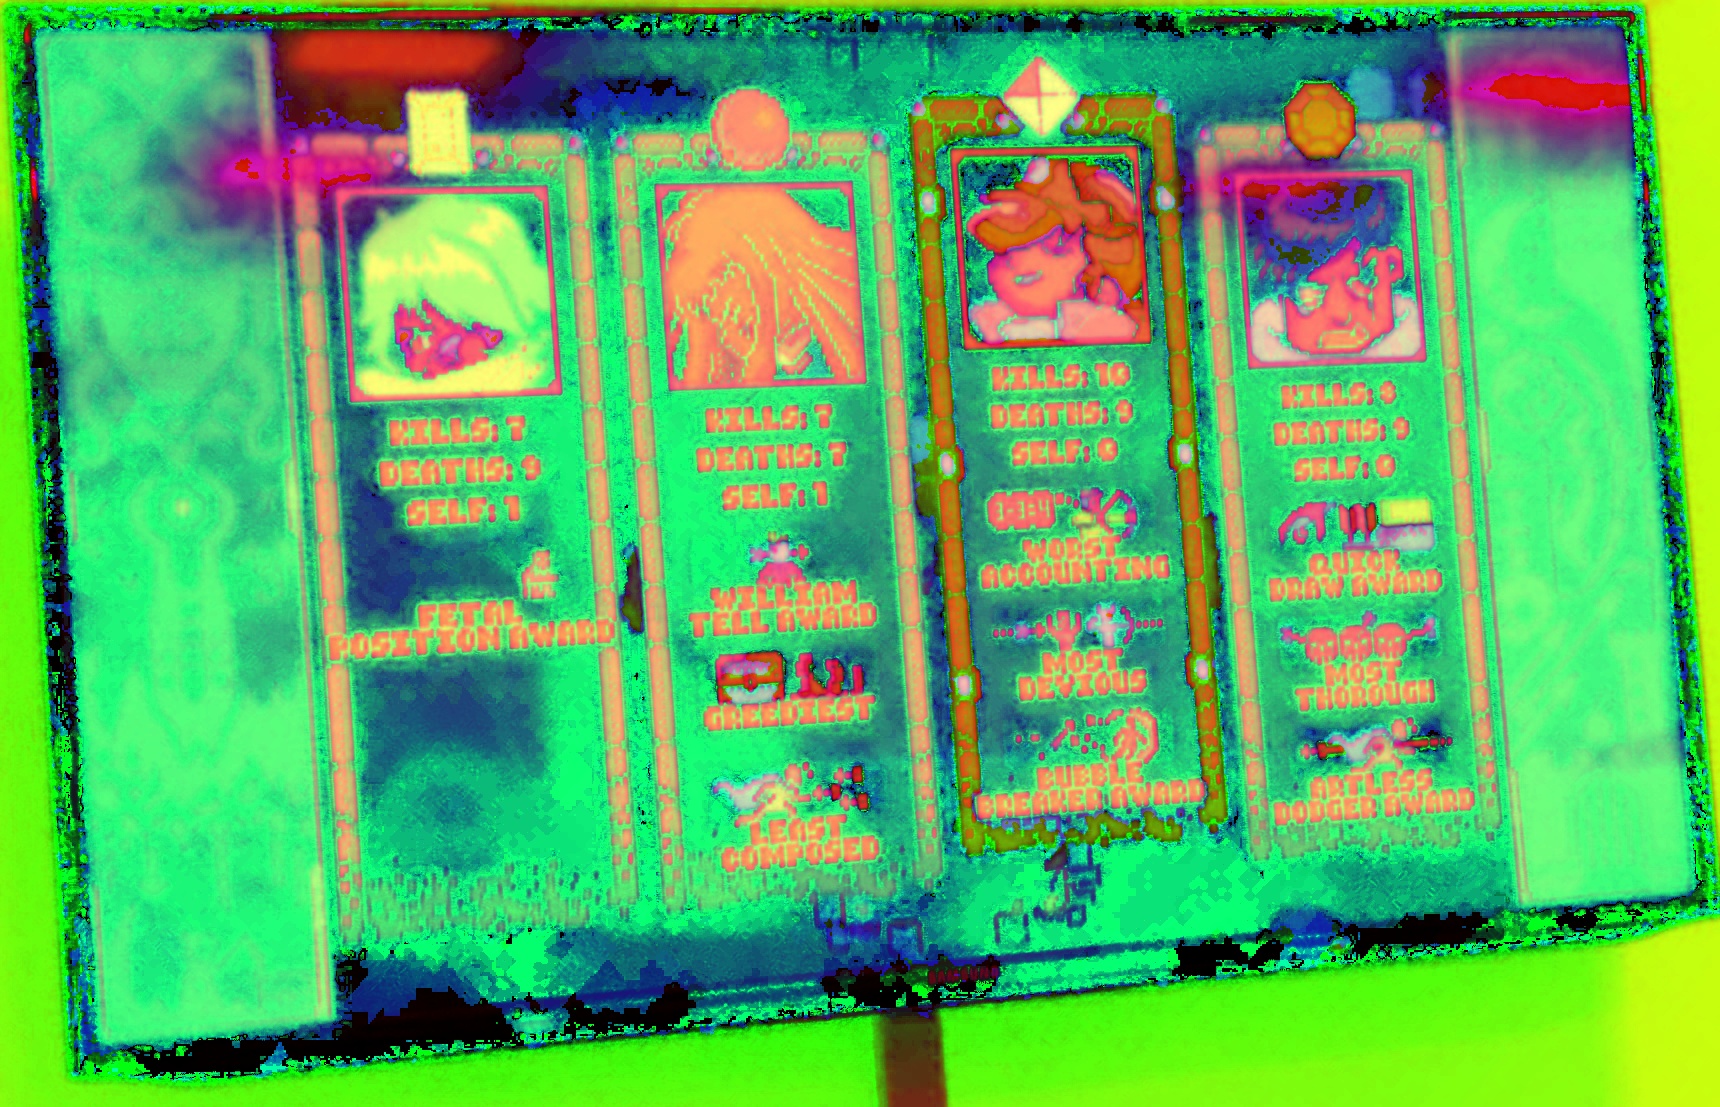 KILLS: 7
DEATHS: 9
SELF: 1
FETAL
POSITION AWARD
KILLS: 7
DEATHS: 7
SELF: 1
WILLIAM
TELL AWARD
GREEDIEST
LEAST
COMPOSED
KILLS: 10
DEATHS: 9
SELF: 0
WORST
ACCOUNTING
MOST
DEVIOUS
BUBBLE
BREAKER AWARD
KILLS: 8
DEATHS: 9
SELF: 0
QUICK
DRAW AWARD
MOST
THOROUGH
ARTLESS
DODGER AWARD